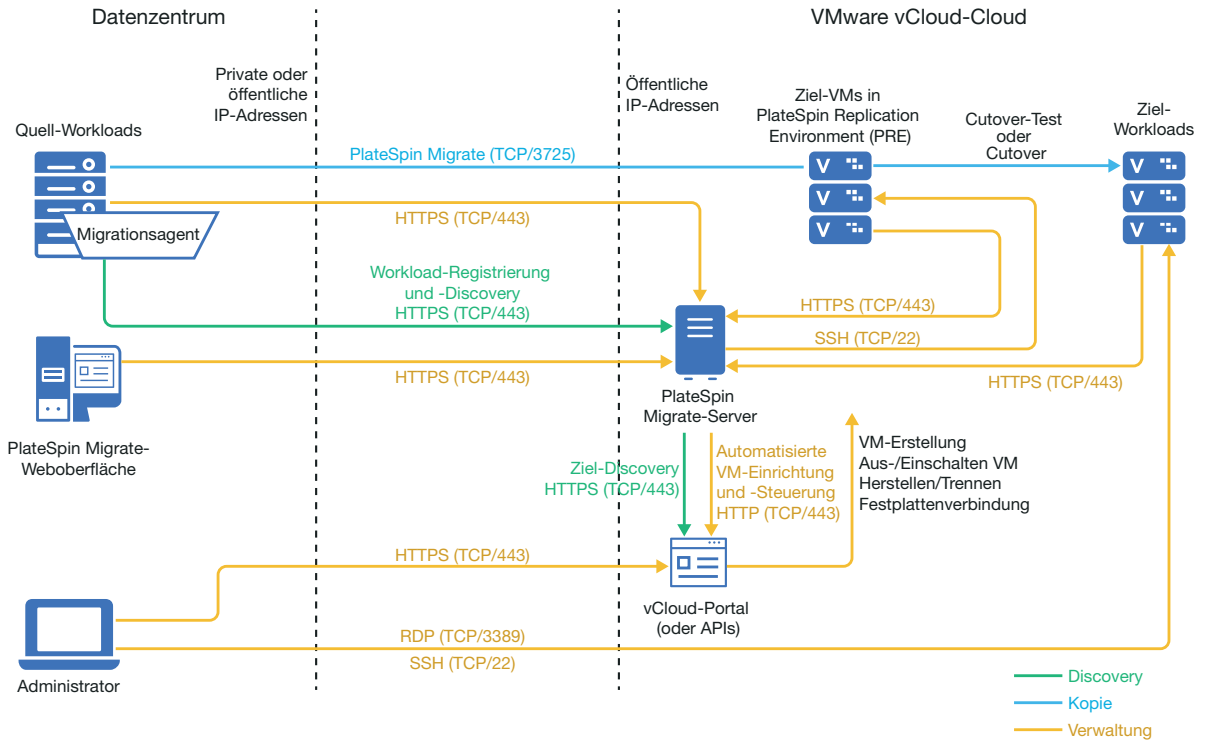 Datenzentrum
VMware vCloud-Cloud
Private oder
öffentliche
IP-Adressen
Öffentliche
IP-Adressen
Quell-Workloads
Ziel-VMs in
PlateSpin Replication
Environment (PRE)
Cutover-Test
oder
Cutover
Ziel-
Workloads
PlateSpin Migrate (TCP/3725)
V
V
V
V
V
V
HTTPS (TCP/443)
Migrationsagent
Workload-Registrierung
und -Discovery
HTTPS (TCP/443)
HTTPS (TCP/443)
SSH (TCP/22)
HTTPS (TCP/443)
HTTPS (TCP/443)
PlateSpin
Migrate-Server
PlateSpin Migrate-
Weboberfläche
Ziel-Discovery
HTTPS (TCP/443)
Automatisierte
VM-Einrichtung
und -Steuerung
HTTP (TCP/443)
VM-Erstellung
Aus-/Einschalten VM
Herstellen/Trennen
Festplattenverbindung
HTTPS (TCP/443)
vCloud-Portal
(oder APIs)
RDP (TCP/3389)
SSH (TCP/22)
Administrator
Discovery
Kopie
Verwaltung